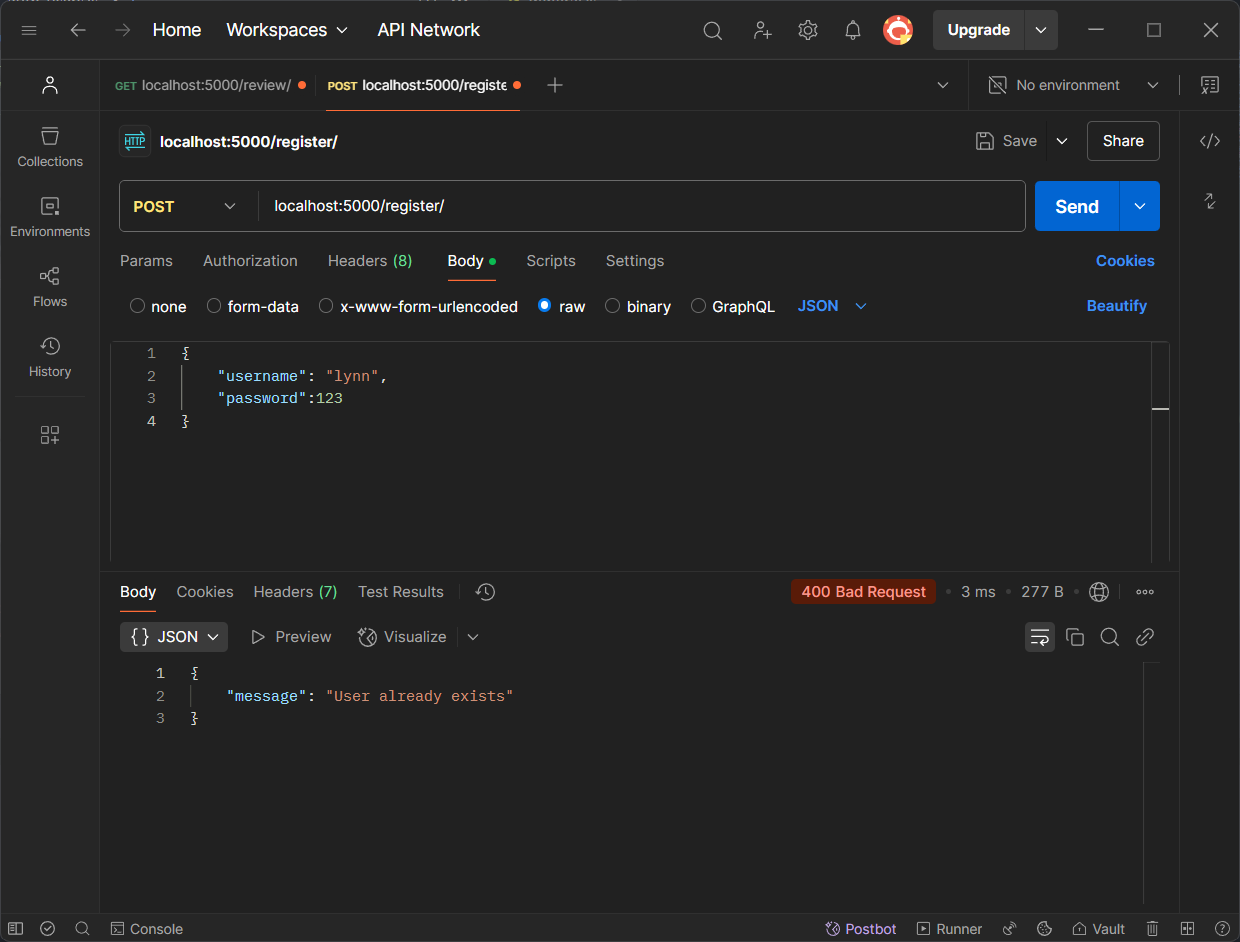 Home Workspaces API Network Upgrade
GET localhost:5000/review/ POST localhost:5000/registe No environment
HTTP localhost:5000/register/ Save Share
Collections
Environments
Flows
History
POST localhost:5000/register/ Send
Params Authorization Headers (8) Body Scripts Settings Cookies
none form-data x-www-form-urlencoded raw binary GraphQL JSON Beautify
1 {
2 "username": "lynn",
3 "password":123
4 }
Body Cookies Headers (7) Test Results 400 Bad Request • 3 ms • 277 B
{} JSON Preview Visualize
1 {
2 "message": "User already exists"
3 }
Console Postbot Runner Vault